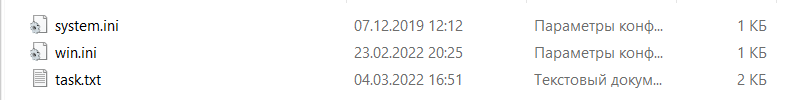 system.ini 07.12.2019 12:12 Параметры конф... 1 КБ
win.ini 23.02.2022 20:25 Параметры конф... 1 КБ
task.txt 04.03.2022 16:51 Текстовый докум... 2 КБ